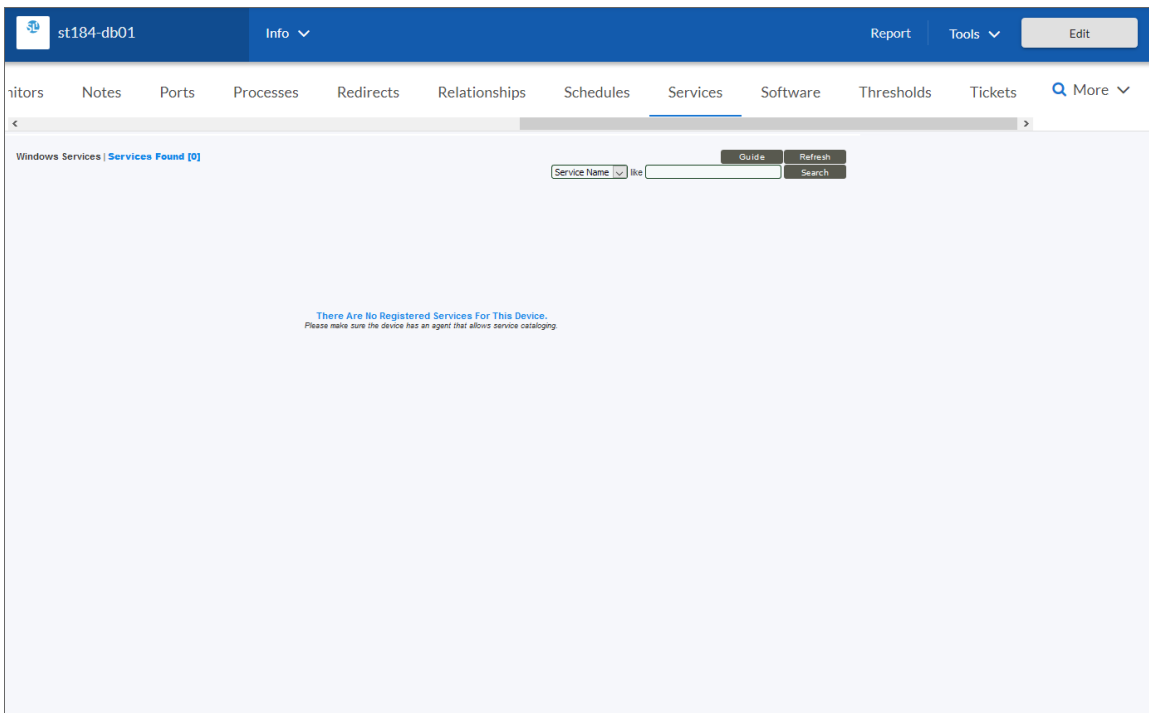 SL st184-db01 Info Report Tools Edit
nitors Notes Ports Processes Redirects Relationships Schedules Services Software Thresholds Tickets More
Windows Services | Services Found [0] Guide Refresh
Service Name like Search
There Are No Registered Services For This Device.
Please make sure the device has an agent that allows service cataloging.